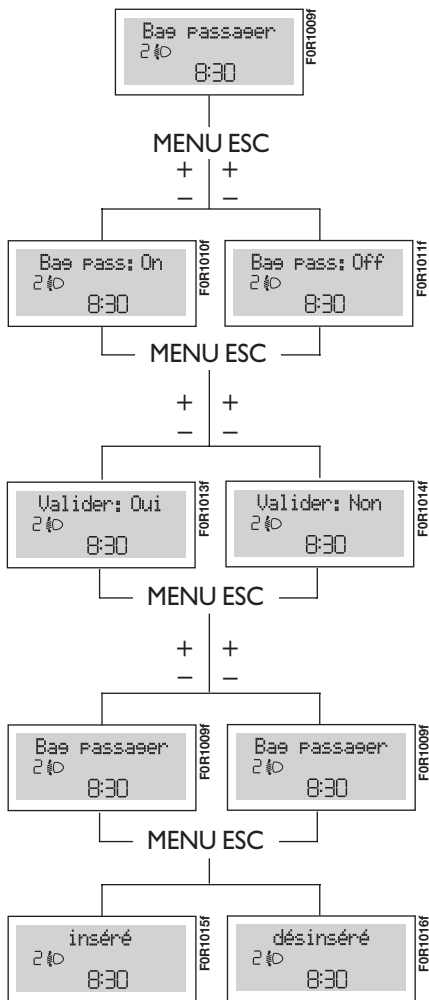 Bag passager
2
8:30
F0R1009f
MENU ESC
+ +
– –
Bag pass: On
2
8:30
F0R1010f
Bag pass: Off
2
8:30
F0R1011f
MENU ESC
+ +
– –
Valider: Oui
2
8:30
F0R1013f
Valider: Non
2
8:30
F0R1014f
MENU ESC
+ +
– –
Bag passager
2
8:30
F0R1009f
Bag passager
2
8:30
F0R1009f
MENU ESC
inséré
2
8:30
F0R1015f
désinséré
2
8:30
F0R1016f